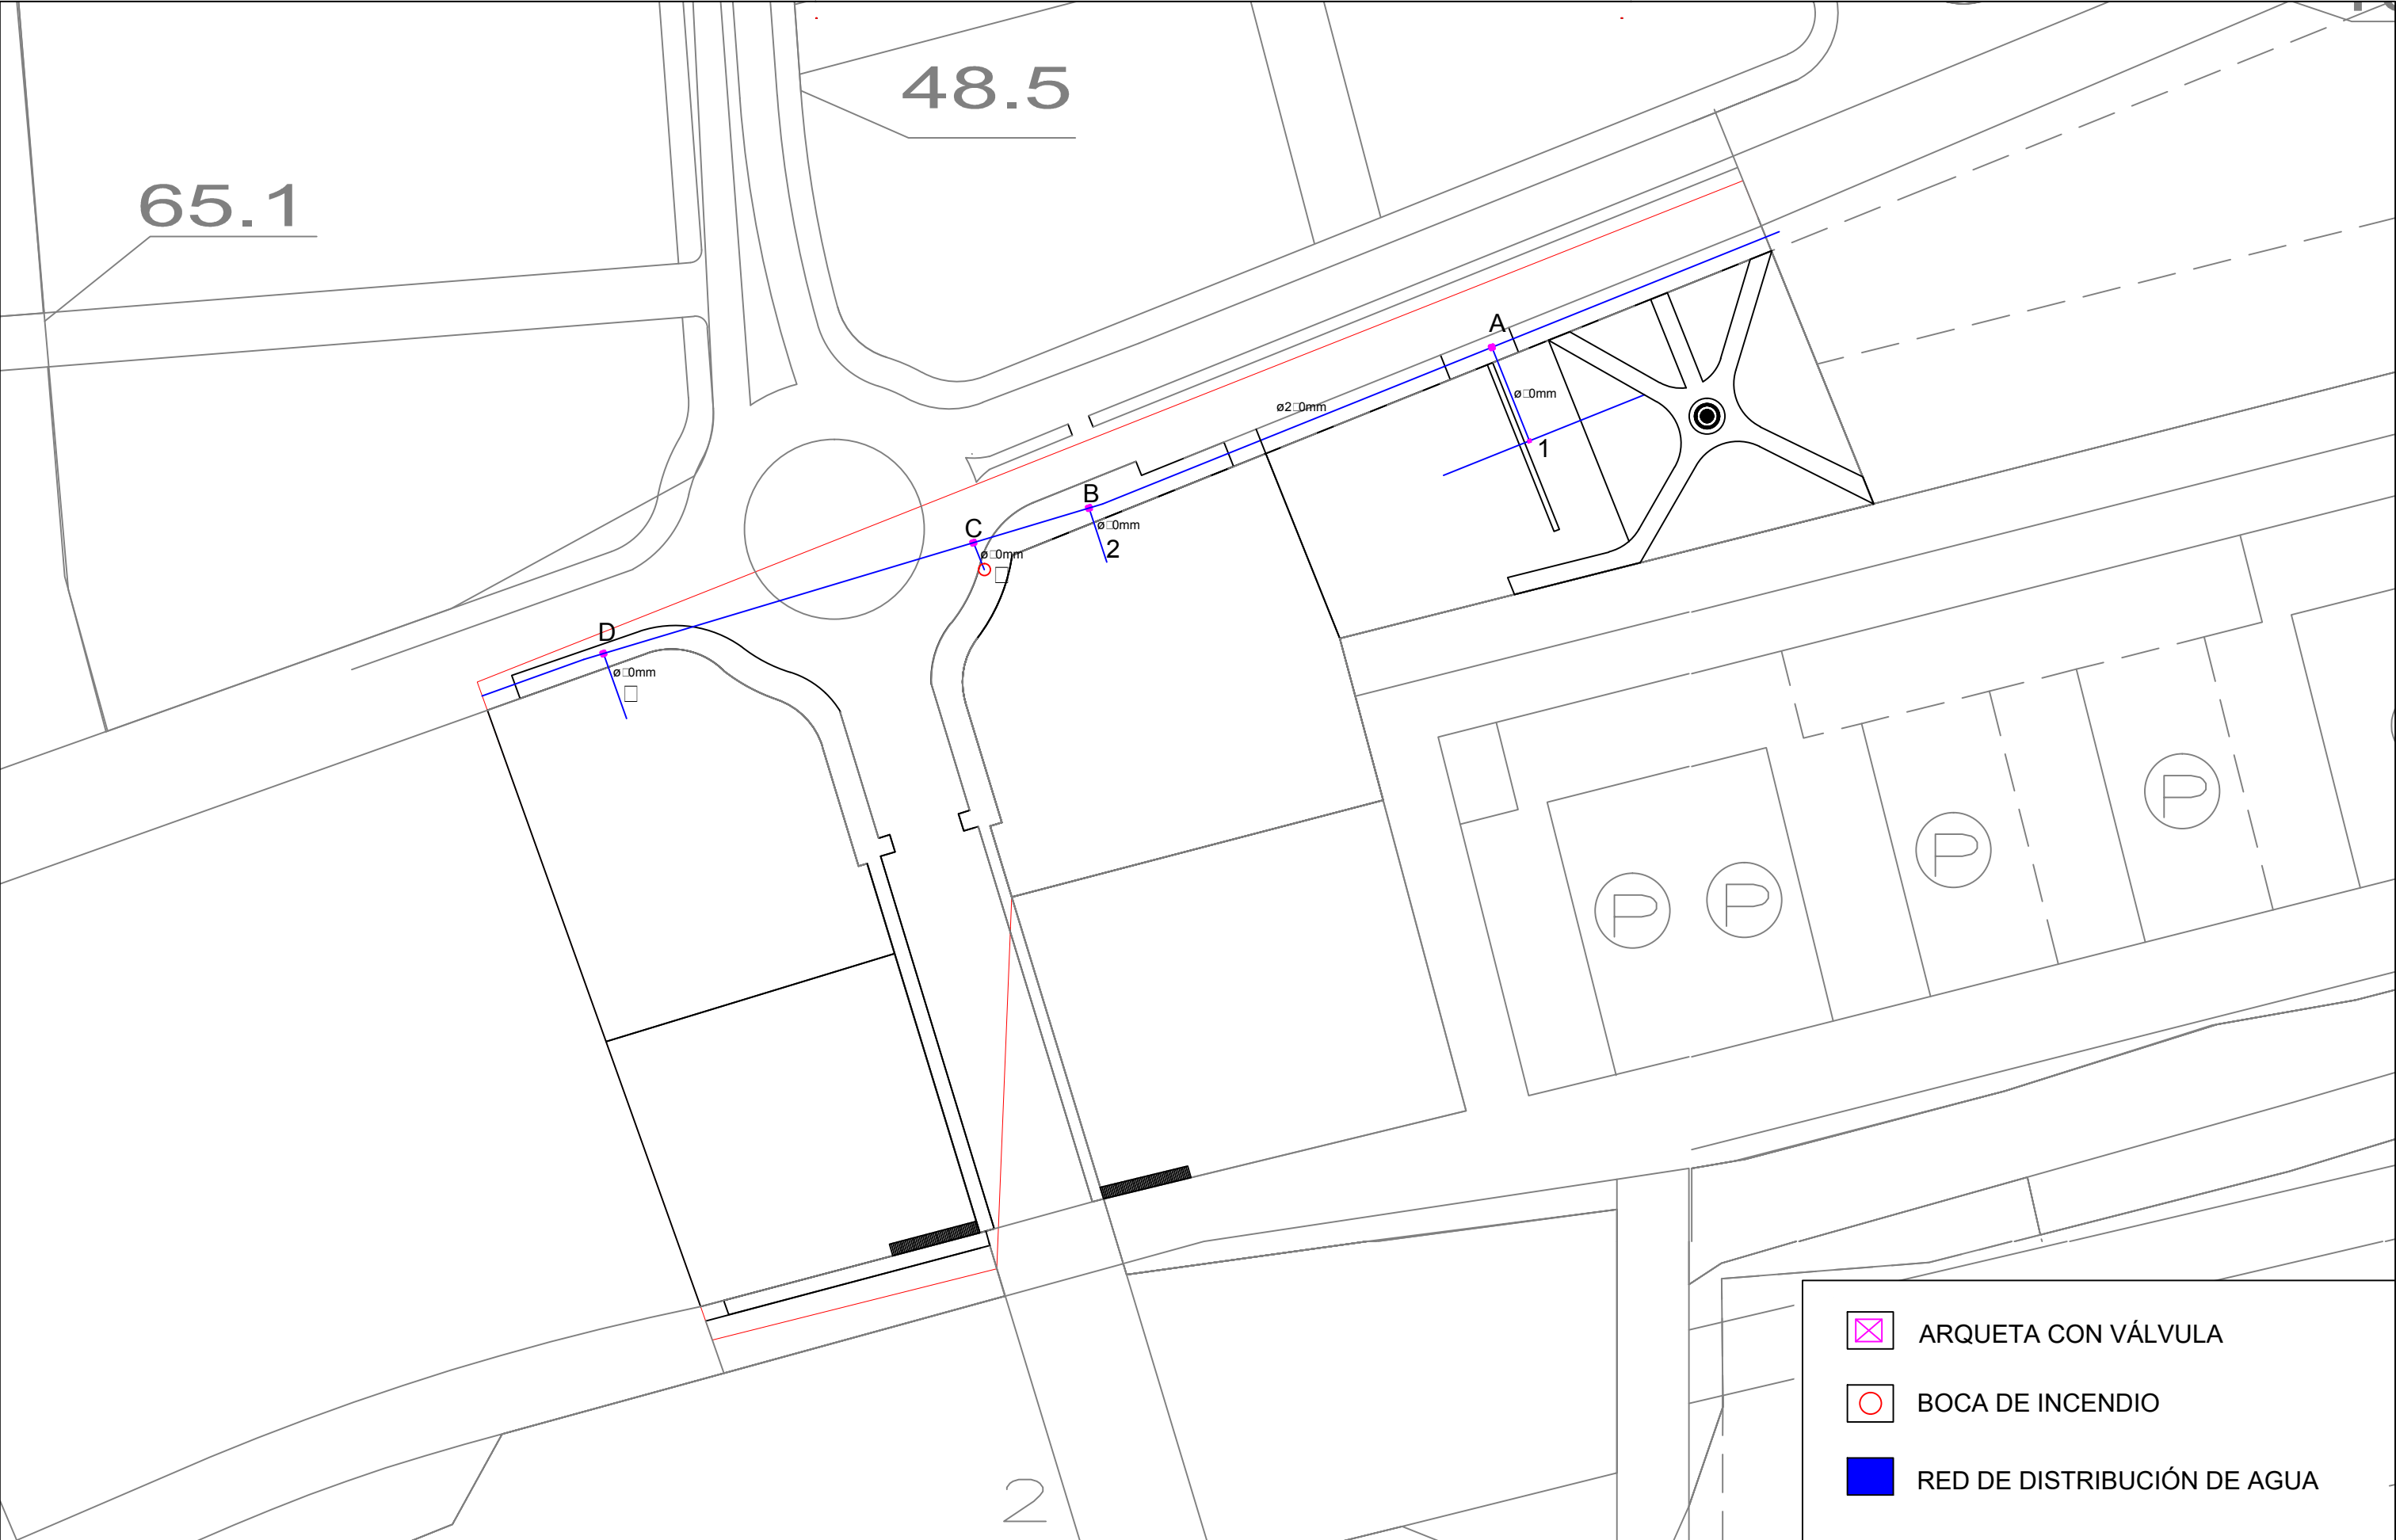 48.5
65.1
A
ø□0mm
ø2□0mm
1
B
ø□0mm
2
C
ø□0mm
□
D
ø□0mm
□
P
P
P
P
2
ARQUETA CON VÁLVULA
BOCA DE INCENDIO
RED DE DISTRIBUCIÓN DE AGUA